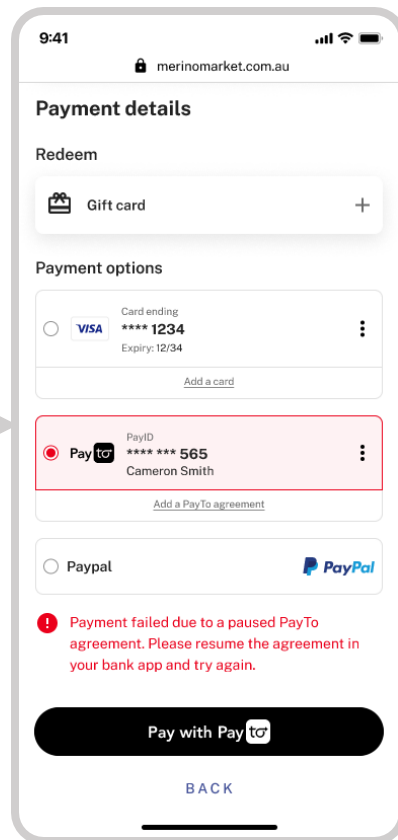 9:41
merinomarket.com.au
Payment details
Redeem
Gift card
Payment options
VISA
Card ending
**** 1234
Expiry: 12/34
Add a card
Pay to
PayID
**** *** 565
Cameron Smith
Add a PayTo agreement
Paypal
PayPal
Payment failed due to a paused PayTo
agreement. Please resume the agreement in
your bank app and try again.
Pay with Pay to
BACK